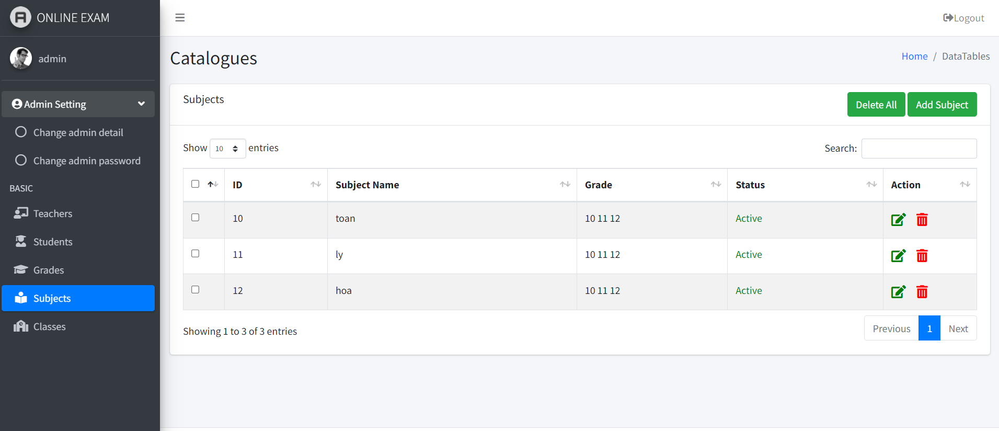 ONLINE EXAM
Logout
admin
Catalogues
Home / DataTables
Admin Setting
Change admin detail
Change admin password
BASIC
Teachers
Students
Grades
Subjects
Classes
Subjects
Delete All Add Subject
Show 10 entries
Search:
ID Subject Name Grade Status Action
10 toan 10 11 12 Active
11 ly 10 11 12 Active
12 hoa 10 11 12 Active
Showing 1 to 3 of 3 entries
Previous 1 Next